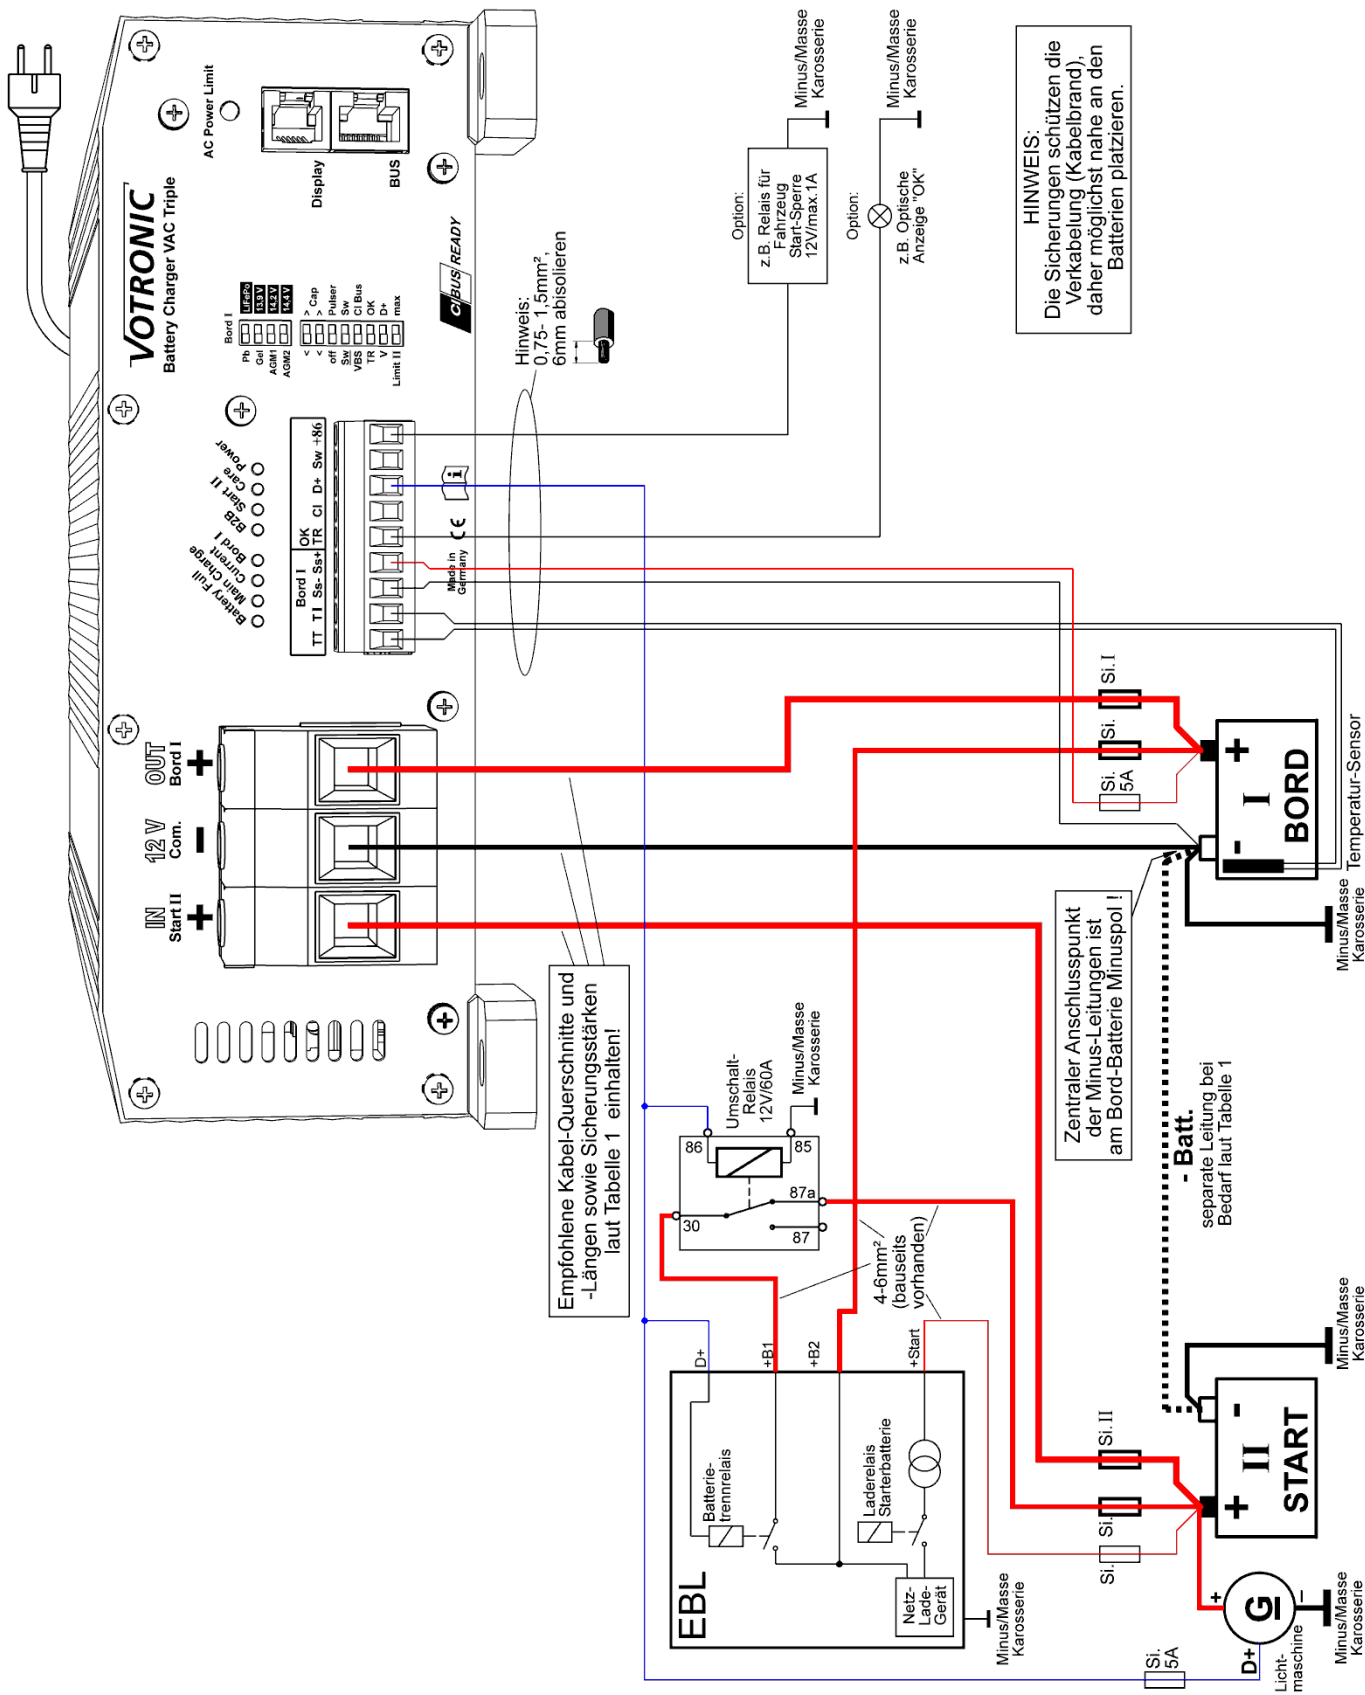 VOTRONIC
Battery Charger VAC Triple
AC Power Limit
Display
BUS
CI BUS READY
Bord I
Pb LiFePo
Gel 13.9 V
AGM1 14.2 V
AGM2 14.4 V
< > Cap
< > Cap
off Pulser
Sw Sw
VBS CI Bus
TR OK
V D+
Limit II max
Battery Full
Main Charge
Current
Bord I
B2B
Start II
Care
Power
Bord I
OK
TT T I Ss- Ss+ TR CI D+ Sw +86
Made in
Germany
CE
i
IN
Start II
+
12 V
Com.
-
OUT
Bord I
+
Hinweis:
0,75- 1,5mm²,
6mm abisolieren
Option:
z.B. Relais für
Fahrzeug
Start-Sperre
12V/max.1A
Minus/Masse
Karosserie
Option:
z.B. Optische
Anzeige "OK"
Minus/Masse
Karosserie
HINWEIS:
Die Sicherungen schützen die
Verkabelung (Kabelbrand),
daher möglichst nahe an den
Batterien platzieren.
Empfohlene Kabel-Querschnitte und
-Längen sowie Sicherungsstärken
laut Tabelle 1 einhalten!
Umschalt-
Relais
12V/60A
Minus/Masse
Karosserie
86
85
30
87a
87
4-6mm²
(bauseits
vorhanden)
EBL
D+
+B1
+B2
+Start
Batterie-
trennrelais
Laderelais
Starterbatterie
Netz-
Lade-
Gerät
Minus/Masse
Karosserie
Zentraler Anschlusspunkt
der Minus-Leitungen ist
am Bord-Batterie Minuspol !
- Batt.
separate Leitung bei
Bedarf laut Tabelle 1
Si.
5A
Si.
Si.
Si.II
Si.
5A
Si.
Si.I
D+
G
+
-
Licht-
maschine
Minus/Masse
Karosserie
+
-
II
START
Minus/Masse
Karosserie
-
+
I
BORD
Minus/Masse
Karosserie
Temperatur-Sensor